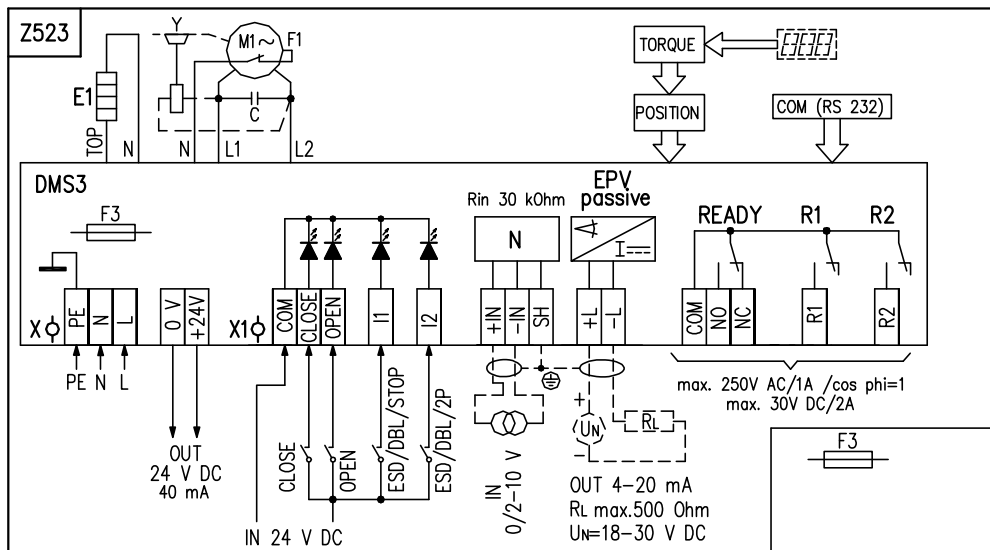 Z523
Y
M1~
F1
E1
C
TOP
N
N
L1
L2
TORQUE
8888
POSITION
COM (RS 232)
DMS3
F3
Rin 30 kOhm
N
EPV
passive
I
READY
R1
R2
X
PE
N
L
0 V
+24V
X1
COM
CLOSE
OPEN
I1
I2
+IN
-IN
SH
+L
-L
COM
NO
NC
R1
R2
PE
N
L
OUT
24 V DC
40 mA
IN 24 V DC
CLOSE
OPEN
ESD/DBL/STOP
ESD/DBL/2P
IN
0/2-10 V
+
UN
-
RL
OUT 4-20 mA
RL max.500 Ohm
UN=18-30 V DC
max. 250V AC/1A /cos phi=1
max. 30V DC/2A
F3